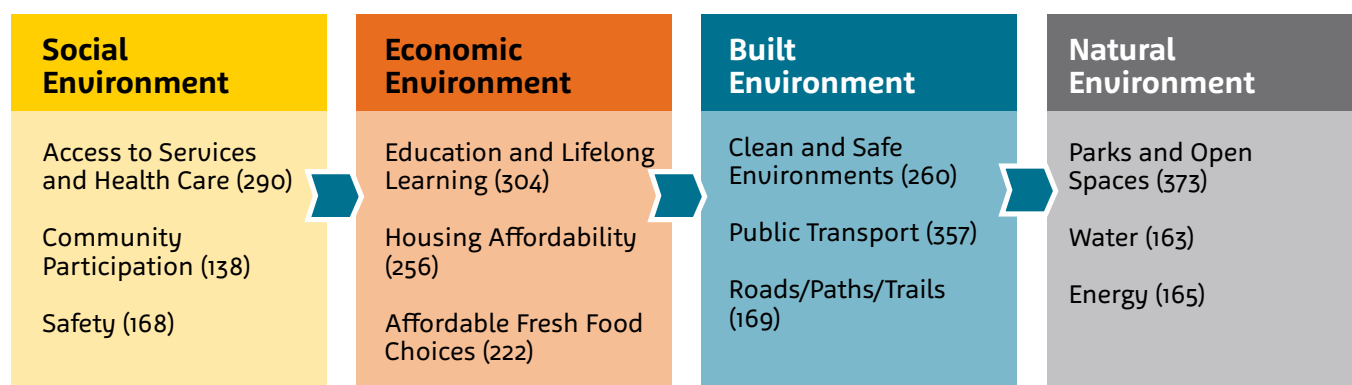 Social
Environment
Access to Services
and Health Care (290)
Community
Participation (138)
Safety (168)
Economic
Environment
Education and Lifelong
Learning (304)
Housing Affordability
(256)
Affordable Fresh Food
Choices (222)
Built
Environment
Clean and Safe
Environments (260)
Public Transport (357)
Roads/Paths/Trails
(169)
Natural
Environment
Parks and Open
Spaces (373)
Water (163)
Energy (165)